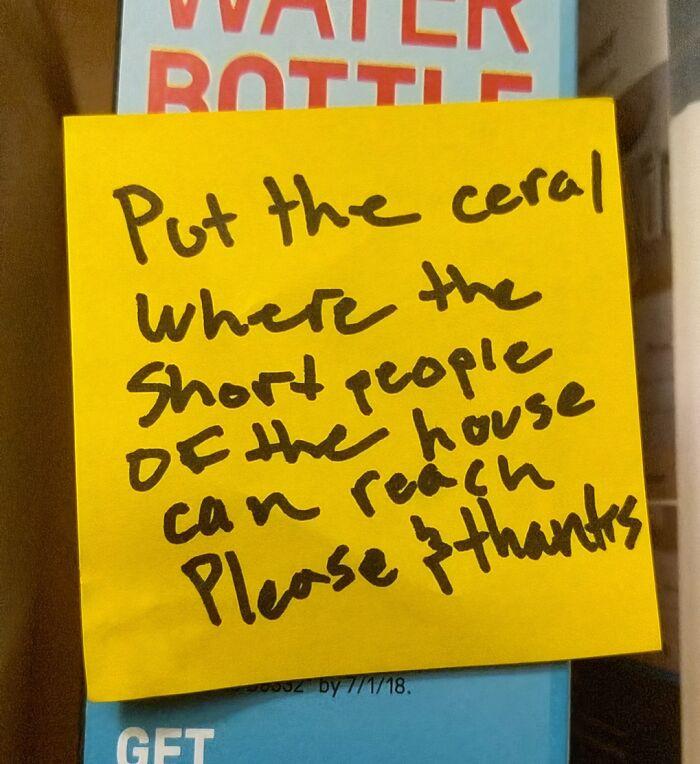 WATER
BOTTLE
Put the ceral
where the
short people
of the house
can reach
Please & thanks
by 7/1/18.
GET